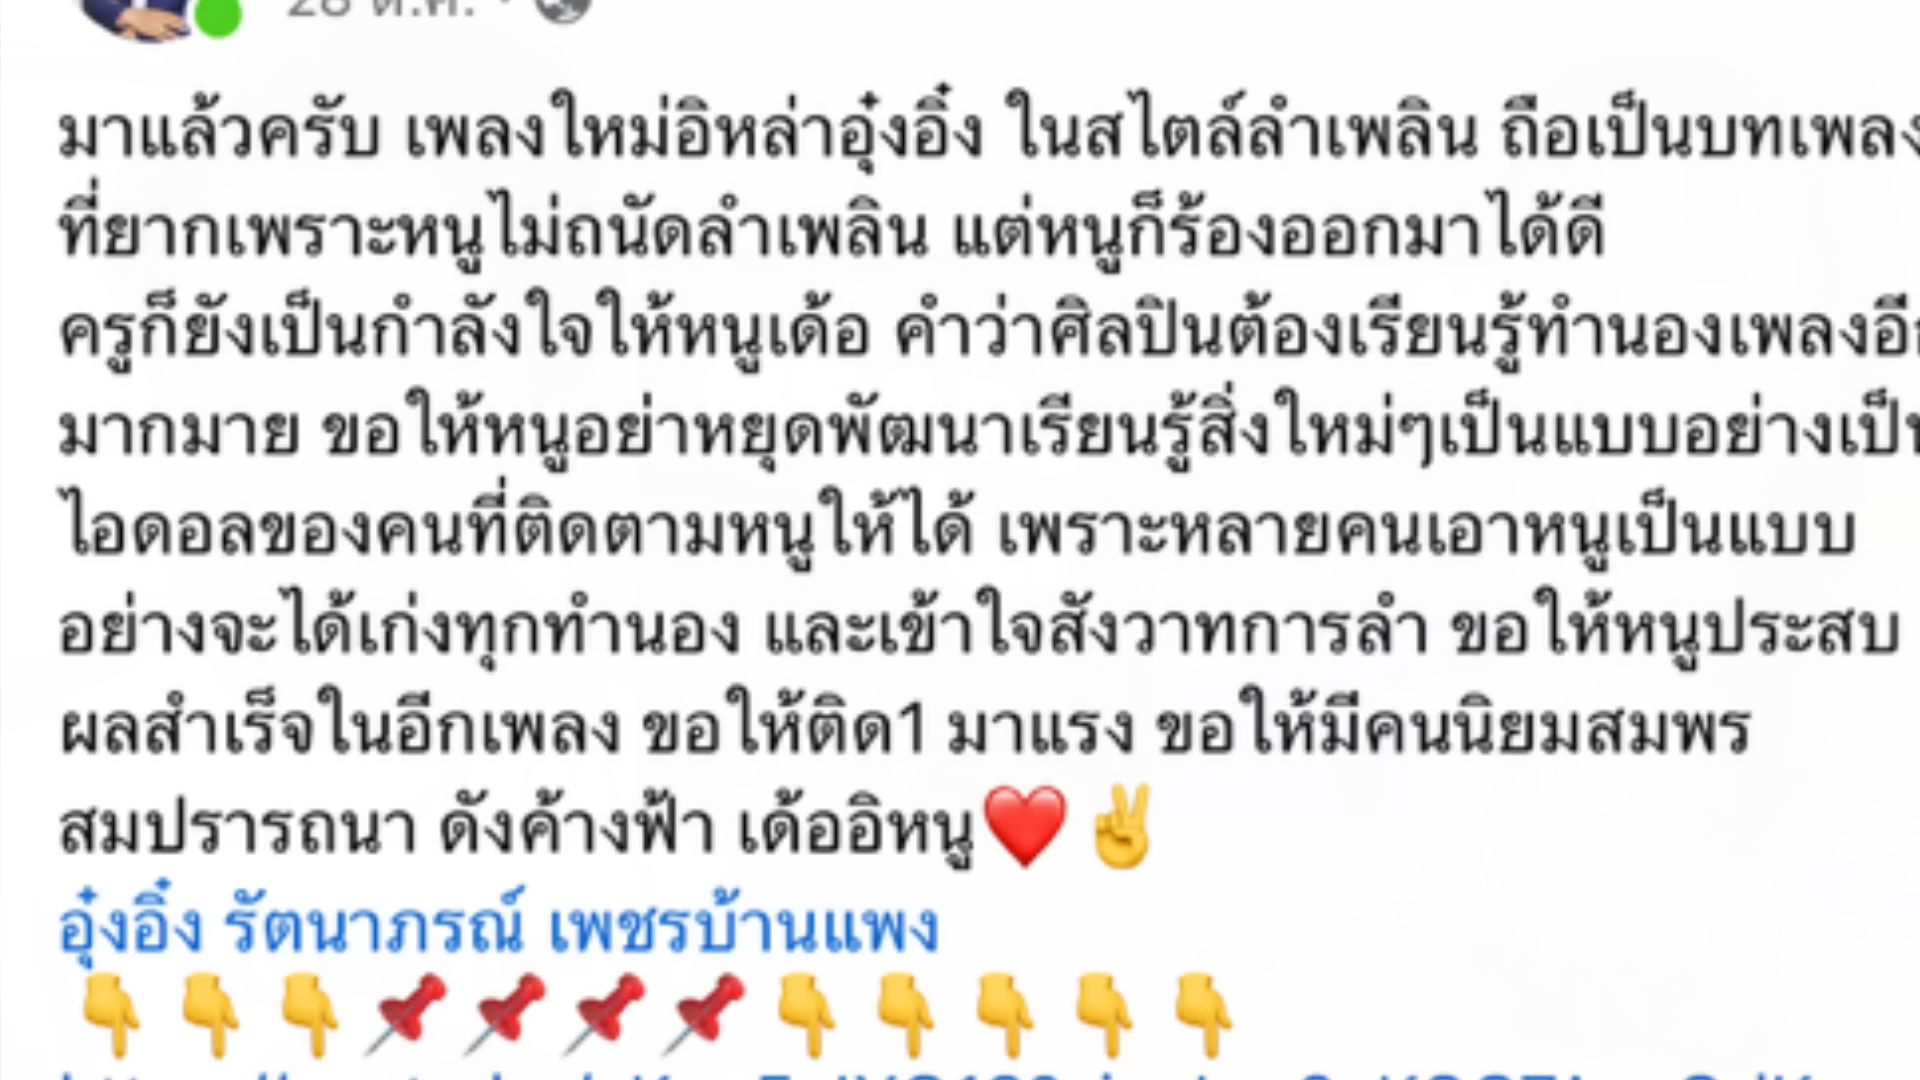 28 ต.ค.
มาแล้วครับ เพลงใหม่อิหล่าอุ๋งอิ๋ง ในสไตล์ลำเพลิน ถือเป็นบทเพลง
ที่ยากเพราะหนูไม่ถนัดลำเพลิน แต่หนูก็ร้องออกมาได้ดี
ครูก็ยังเป็นกำลังใจให้หนูเด้อ คำว่าศิลปินต้องเรียนรู้ทำนองเพลงอีก
มากมาย ขอให้หนูอย่าหยุดพัฒนาเรียนรู้สิ่งใหม่ๆเป็นแบบอย่างเป็น
ไอดอลของคนที่ติดตามหนูให้ได้ เพราะหลายคนเอาหนูเป็นแบบ
อย่างจะได้เก่งทุกทำนอง และเข้าใจสังวาทการลำ ขอให้หนูประสบ
ผลสำเร็จในอีกเพลง ขอให้ติด1 มาแรง ขอให้มีคนนิยมสมพร
สมปรารถนา ดังค้างฟ้า เด้ออิหนู❤️✌️
อุ๋งอิ๋ง รัตนาภรณ์ เพชรบ้านแพง
👇👇👇📌📌📌📌👇👇👇👇👇